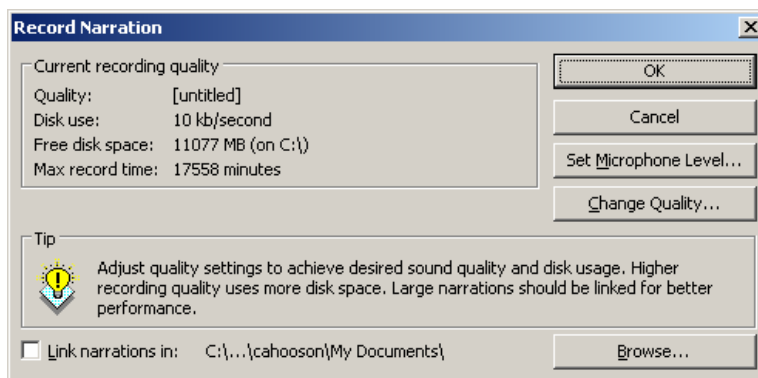 Record Narration
Current recording quality
Quality: [untitled]
Disk use: 10 kb/second
Free disk space: 11077 MB (on C:\)
Max record time: 17558 minutes
OK
Cancel
Set Microphone Level...
Change Quality...
Tip
Adjust quality settings to achieve desired sound quality and disk usage. Higher
recording quality uses more disk space. Large narrations should be linked for better
performance.
Link narrations in: C:\...\cahooson\My Documents\
Browse...